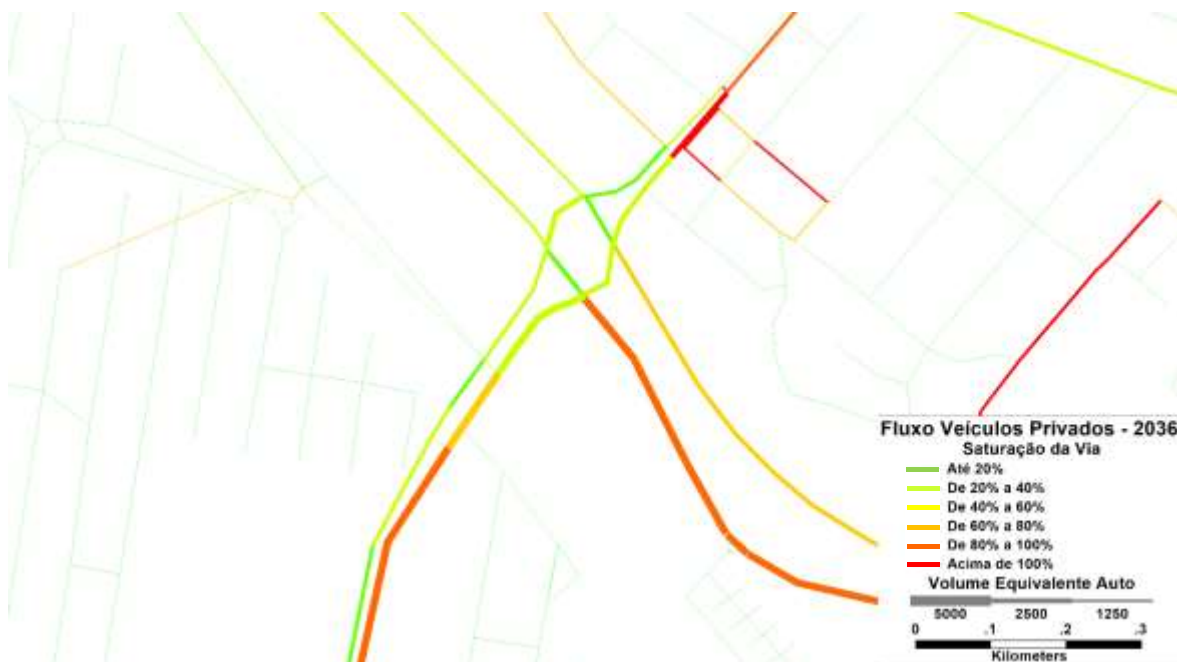 Fluxo Veículos Privados - 2036
Saturação da Via
Até 20%
De 20% a 40%
De 40% a 60%
De 60% a 80%
De 80% a 100%
Acima de 100%
Volume Equivalente Auto
5000 2500 1250
0 .1 .2 .3
Kilometers